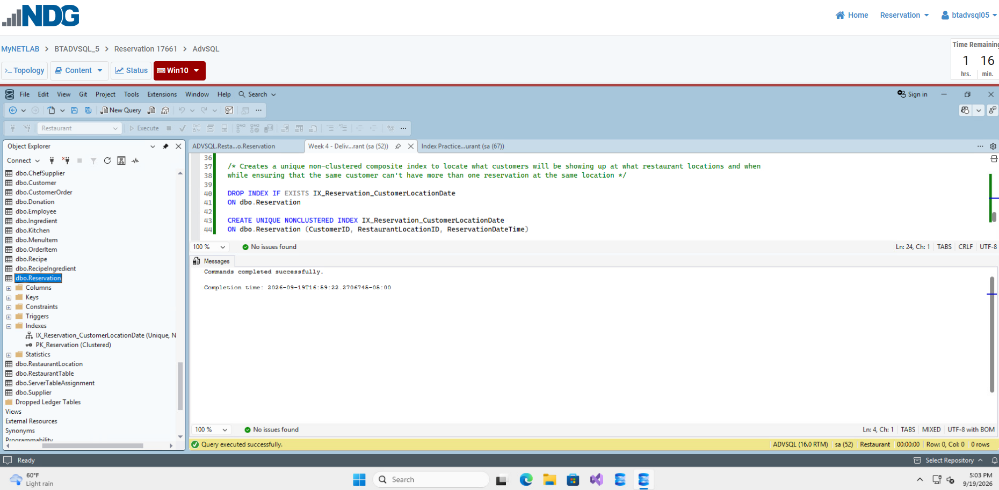 NDG
Home
Reservation
btadvsql05
MyNETLAB > BTADVSQL_5 > Reservation 17661 > AdvSQL
Time Remaining
1 16
hrs. min.
>_ Topology
Content
Status
Win10
File Edit View Git Project Tools Extensions Window Help Search
Sign in
New Query
Restaurant
Execute
Object Explorer
ADVSQL.Resta...o.Reservation
Week 4 - Deliv...rant (sa (52))
Index Practice...urant (sa (67))
Connect
dbo.ChefSupplier
dbo.Customer
dbo.CustomerOrder
dbo.Donation
dbo.Employee
dbo.Ingredient
dbo.Kitchen
dbo.MenuItem
dbo.OrderItem
dbo.Recipe
dbo.RecipeIngredient
dbo.Reservation
Columns
Keys
Constraints
Triggers
Indexes
IX_Reservation_CustomerLocationDate (Unique, N
PK_Reservation (Clustered)
Statistics
dbo.RestaurantLocation
dbo.RestaurantTable
dbo.ServerTableAssignment
dbo.Supplier
Dropped Ledger Tables
Views
External Resources
Synonyms
Programmability
36
37 /* Creates a unique non-clustered composite index to locate what customers will be showing up at what restaurant locations and when
38 while ensuring that the same customer can't have more than one reservation at the same location */
39
40 DROP INDEX IF EXISTS IX_Reservation_CustomerLocationDate
41 ON dbo.Reservation
42
43 CREATE UNIQUE NONCLUSTERED INDEX IX_Reservation_CustomerLocationDate
44 ON dbo.Reservation (CustomerID, RestaurantLocationID, ReservationDateTime)
100 %
No issues found
Ln: 24, Ch: 1 TABS CRLF UTF-8
Messages
Commands completed successfully.
Completion time: 2026-09-19T16:59:22.2706745-05:00
100 %
No issues found
Ln: 4, Ch: 1 TABS MIXED UTF-8 with BOM
Query executed successfully.
ADVSQL (16.0 RTM) sa (52) Restaurant 00:00:00 Row: 0, Col: 0 0 rows
Ready
Select Repository
60°F
Light rain
Search
5:03 PM
9/19/2026